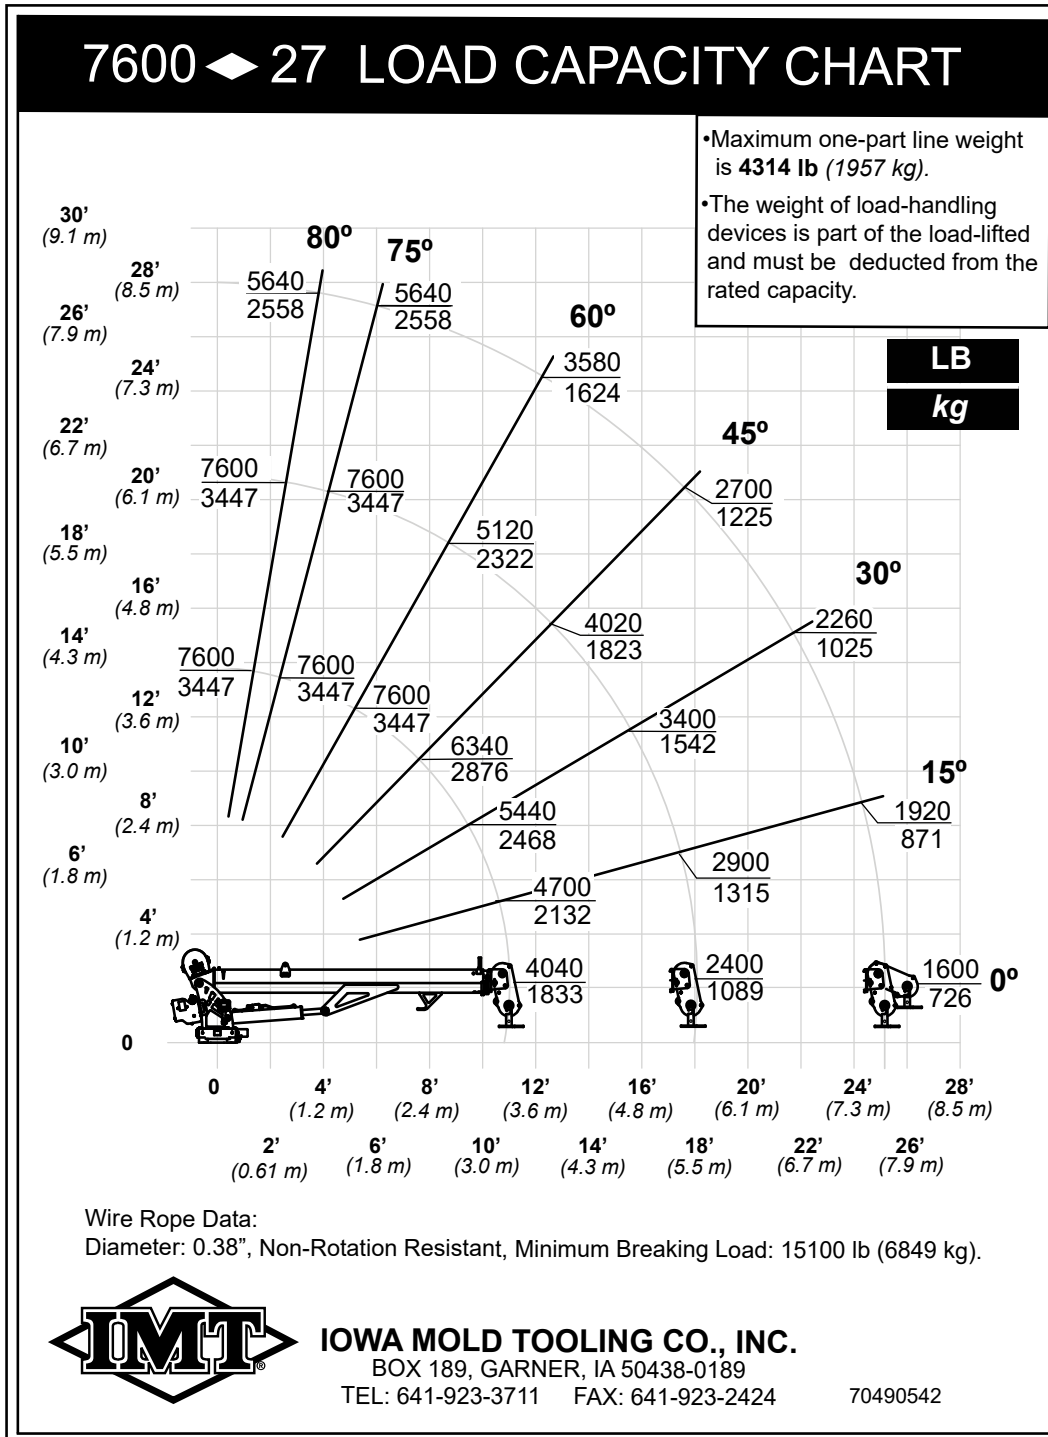 7600 27 LOAD CAPACITY CHART
•Maximum one-part line weight
is 4314 lb (1957 kg).
•The weight of load-handling
devices is part of the load-lifted
and must be deducted from the
rated capacity.
LB
kg
30’
(9.1 m)
28’
(8.5 m)
26’
(7.9 m)
24’
(7.3 m)
22’
(6.7 m)
20’
(6.1 m)
18’
(5.5 m)
16’
(4.8 m)
14’
(4.3 m)
12’
(3.6 m)
10’
(3.0 m)
8’
(2.4 m)
6’
(1.8 m)
4’
(1.2 m)
0
80º
5640
2558
7600
3447
7600
3447
75º
5640
2558
7600
3447
7600
3447
60º
3580
1624
5120
2322
7600
3447
45º
2700
1225
4020
1823
6340
2876
30º
2260
1025
3400
1542
5440
2468
15º
1920
871
2900
1315
4700
2132
4040
1833
2400
1089
1600
726
0º
0 4’ 8’ 12’ 16’ 20’ 24’ 28’
(1.2 m) (2.4 m) (3.6 m) (4.8 m) (6.1 m) (7.3 m) (8.5 m)
2’ 6’ 10’ 14’ 18’ 22’ 26’
(0.61 m) (1.8 m) (3.0 m) (4.3 m) (5.5 m) (6.7 m) (7.9 m)
Wire Rope Data:
Diameter: 0.38”, Non-Rotation Resistant, Minimum Breaking Load: 15100 lb (6849 kg).
IMT®
IOWA MOLD TOOLING CO., INC.
BOX 189, GARNER, IA 50438-0189
TEL: 641-923-3711 FAX: 641-923-2424 70490542